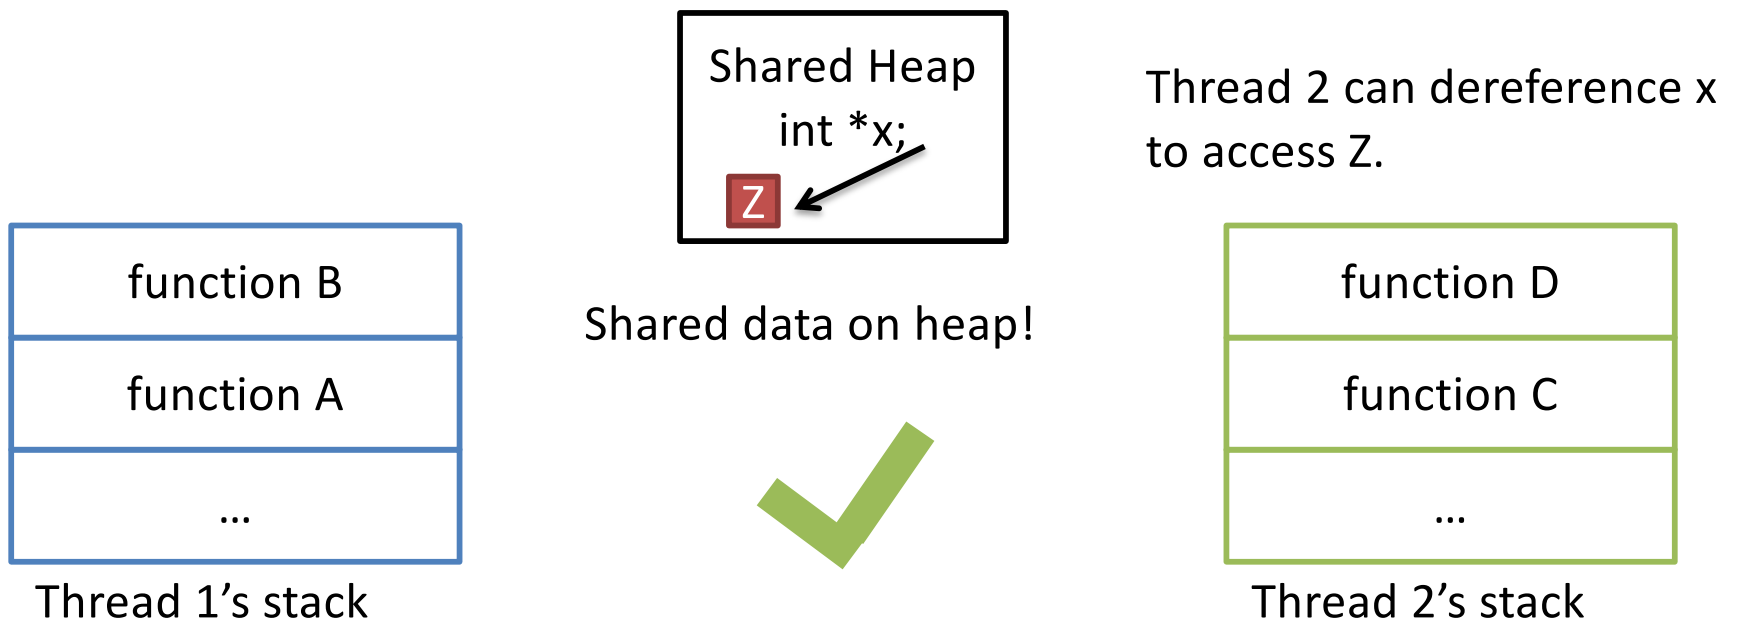 Shared Heap
int *x;
Z
Thread 2 can dereference x
to access Z.
function B
function A
…
Thread 1’s stack
Shared data on heap!
function D
function C
…
Thread 2’s stack